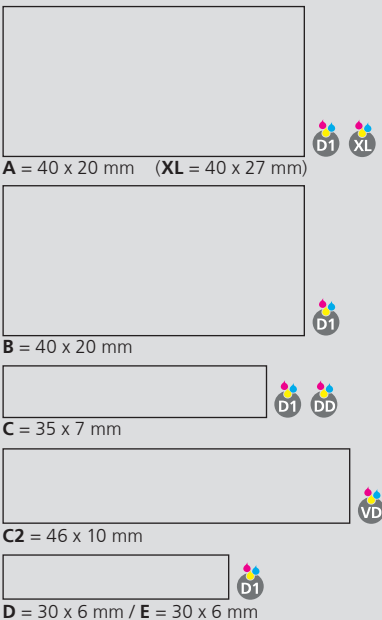 D1 XL
A = 40 x 20 mm (XL = 40 x 27 mm)
D1
B = 40 x 20 mm
D1 DD
C = 35 x 7 mm
VD
C2 = 46 x 10 mm
D1
D = 30 x 6 mm / E = 30 x 6 mm